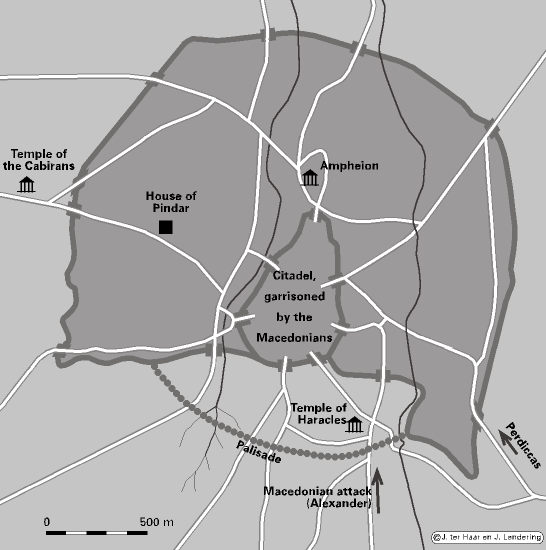 Temple of
the Cabirans
Ampheion
House of
Pindar
Citadel,
garrisoned
by the
Macedonians
Temple of
Haracles
Palisade
Perdiccas
Macedonian attack
(Alexander)
0 500 m
©J. ter Haar en J. Lendering